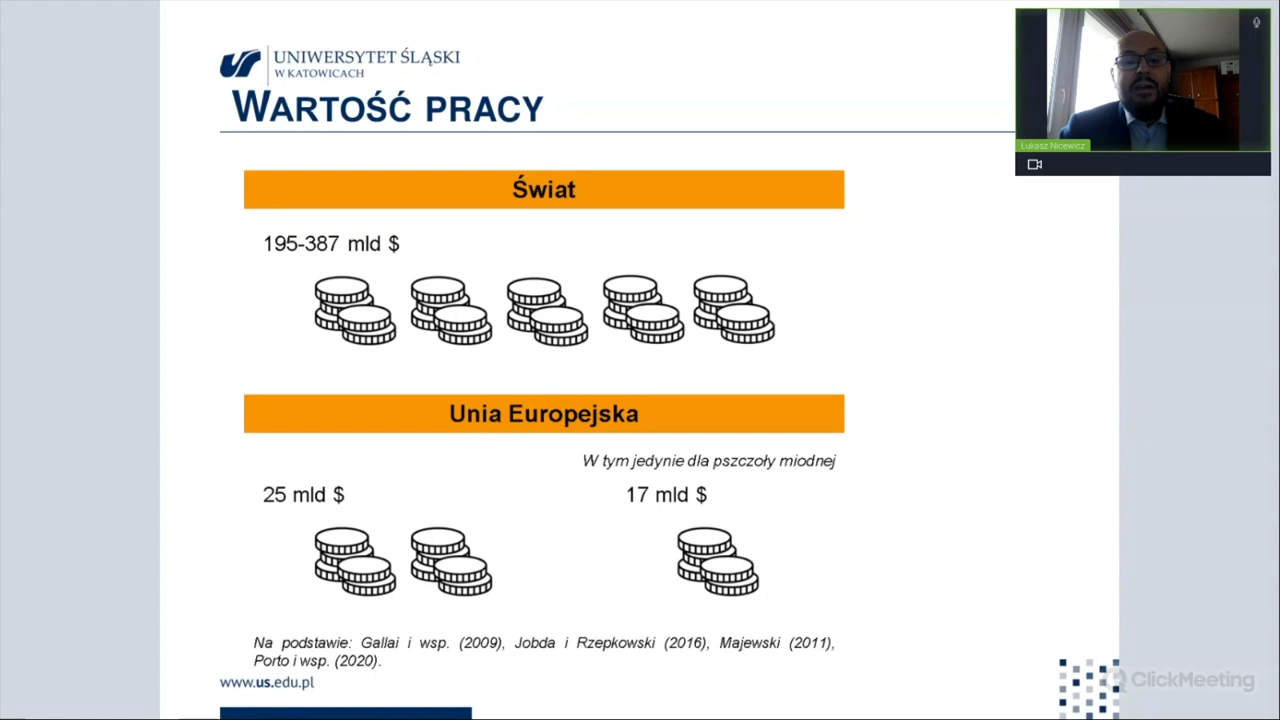 UNIWERSYTET ŚLĄSKI
W KATOWICACH
WARTOŚĆ PRACY
Łukasz Nicewicz
Świat
195-387 mld $
Unia Europejska
W tym jedynie dla pszczoły miodnej
25 mld $
17 mld $
Na podstawie: Gallai i wsp. (2009), Jobda i Rzepkowski (2016), Majewski (2011),
Porto i wsp. (2020).
www.us.edu.pl
ClickMeeting